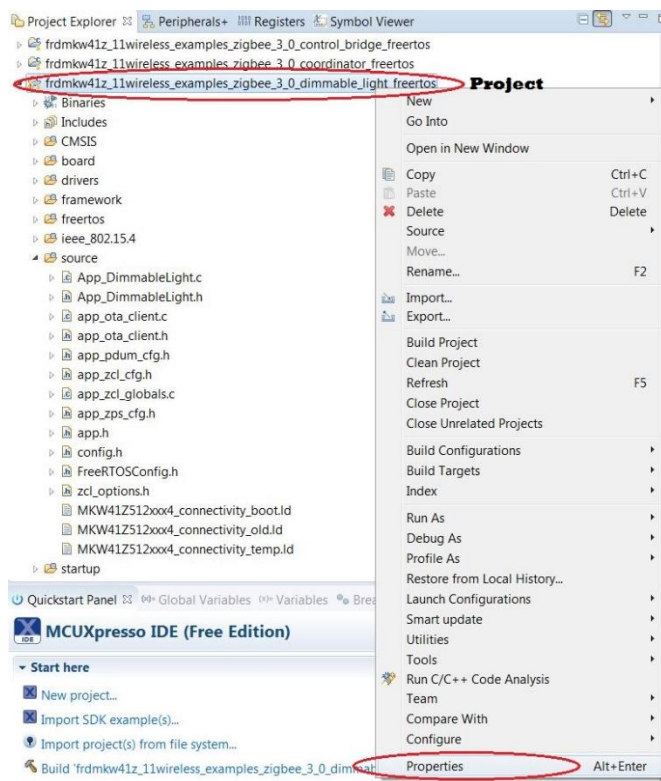 Project Explorer Peripherals+ Registers Symbol Viewer
frdmkw41z_11wireless_examples_zigbee_3_0_control_bridge_freertos
frdmkw41z_11wireless_examples_zigbee_3_0_coordinator_freertos
frdmkw41z_11wireless_examples_zigbee_3_0_dimmable_light_freertos Project
Binaries
Includes
CMSIS
board
drivers
framework
freertos
ieee_802.15.4
source
App_DimmableLight.c
App_DimmableLight.h
app_ota_client.c
app_ota_client.h
app_pdum_cfg.h
app_zcl_cfg.h
app_zcl_globals.c
app_zps_cfg.h
app.h
config.h
FreeRTOSConfig.h
zcl_options.h
MKW41Z512xxx4_connectivity_boot.ld
MKW41Z512xxx4_connectivity_old.ld
MKW41Z512xxx4_connectivity_temp.ld
startup
New
Go Into
Open in New Window
Copy Ctrl+C
Paste Ctrl+V
Delete Delete
Source
Move...
Rename... F2
Import...
Export...
Build Project
Clean Project
Refresh F5
Close Project
Close Unrelated Projects
Build Configurations
Build Targets
Index
Run As
Debug As
Profile As
Restore from Local History...
Launch Configurations
Smart update
Utilities
Tools
Run C/C++ Code Analysis
Team
Compare With
Configure
Properties Alt+Enter
Quickstart Panel Global Variables Variables Brea
IDE
MCUXpresso IDE (Free Edition)
Start here
New project...
Import SDK example(s)...
Import project(s) from file system...
Build 'frdmkw41z_11wireless_examples_zigbee_3_0_dimmab